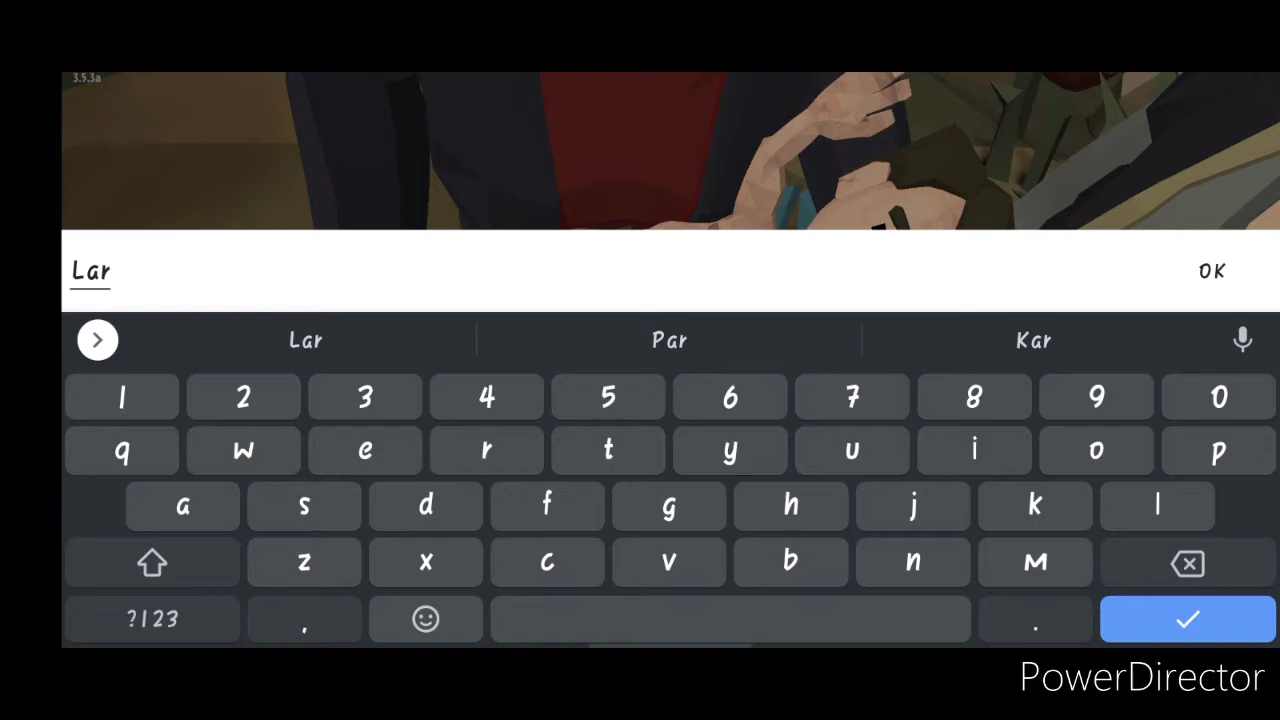 3.5.3a
Lar
OK
Lar Par Kar
1 2 3 4 5 6 7 8 9 0
q w e r t y u i o p
a s d f g h j k l
z x c v b n m
?123 , .
PowerDirector